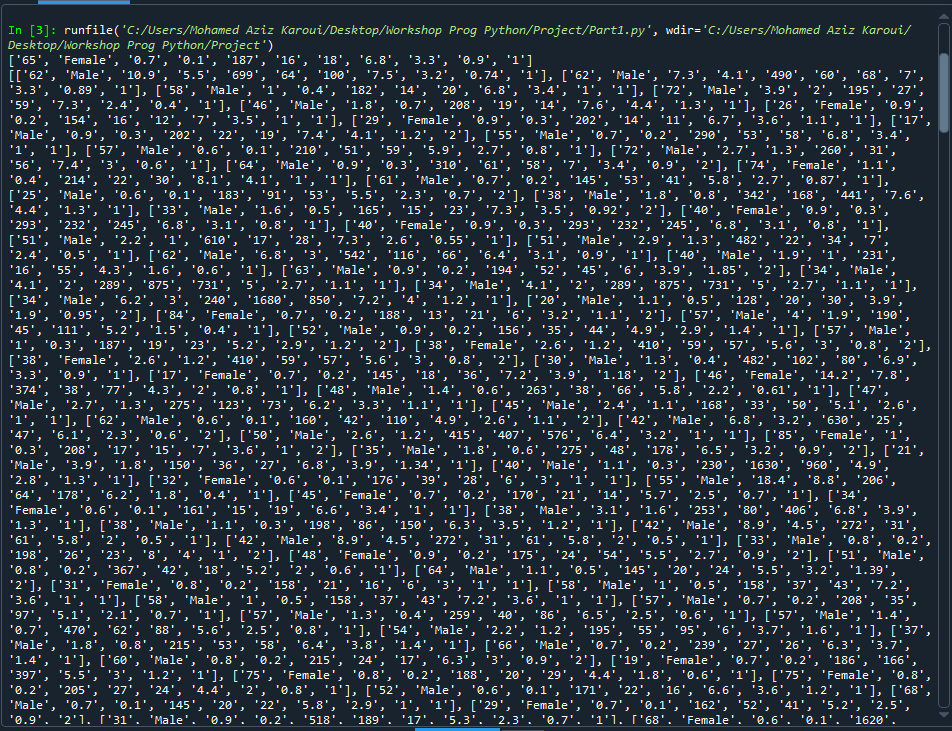 In [3]: runfile('C:/Users/Mohamed Aziz Karoui/Desktop/Workshop Prog Python/Project/Part1.py', wdir='C:/Users/Mohamed Aziz Karoui/
Desktop/Workshop Prog Python/Project')
['65', 'Female', '0.7', '0.1', '187', '16', '18', '6.8', '3.3', '0.9', '1']
[['62', 'Male', '10.9', '5.5', '699', '64', '100', '7.5', '3.2', '0.74', '1'], ['62', 'Male', '7.3', '4.1', '490', '60', '68', '7',
'3.3', '0.89', '1'], ['58', 'Male', '1', '0.4', '182', '14', '20', '6.8', '3.4', '1', '1'], ['72', 'Male', '3.9', '2', '195', '27',
'59', '7.3', '2.4', '0.4', '1'], ['46', 'Male', '1.8', '0.7', '208', '19', '14', '7.6', '4.4', '1.3', '1'], ['26', 'Female', '0.9',
'0.2', '154', '16', '12', '7', '3.5', '1', '1'], ['29', 'Female', '0.9', '0.3', '202', '14', '11', '6.7', '3.6', '1.1', '1'], ['17',
'Male', '0.9', '0.3', '202', '22', '19', '7.4', '4.1', '1.2', '2'], ['55', 'Male', '0.7', '0.2', '290', '53', '58', '6.8', '3.4',
'1', '1'], ['57', 'Male', '0.6', '0.1', '210', '51', '59', '5.9', '2.7', '0.8', '1'], ['72', 'Male', '2.7', '1.3', '260', '31',
'56', '7.4', '3', '0.6', '1'], ['64', 'Male', '0.9', '0.3', '310', '61', '58', '7', '3.4', '0.9', '2'], ['74', 'Female', '1.1',
'0.4', '214', '22', '30', '8.1', '4.1', '1', '1'], ['61', 'Male', '0.7', '0.2', '145', '53', '41', '5.8', '2.7', '0.87', '1'],
['25', 'Male', '0.6', '0.1', '183', '91', '53', '5.5', '2.3', '0.7', '2'], ['38', 'Male', '1.8', '0.8', '342', '168', '441', '7.6',
'4.4', '1.3', '1'], ['33', 'Male', '1.6', '0.5', '165', '15', '23', '7.3', '3.5', '0.92', '2'], ['40', 'Female', '0.9', '0.3',
'293', '232', '245', '6.8', '3.1', '0.8', '1'], ['40', 'Female', '0.9', '0.3', '293', '232', '245', '6.8', '3.1', '0.8', '1'],
['51', 'Male', '2.2', '1', '610', '17', '28', '7.3', '2.6', '0.55', '1'], ['51', 'Male', '2.9', '1.3', '482', '22', '34', '7',
'2.4', '0.5', '1'], ['62', 'Male', '6.8', '3', '542', '116', '66', '6.4', '3.1', '0.9', '1'], ['40', 'Male', '1.9', '1', '231',
'16', '55', '4.3', '1.6', '0.6', '1'], ['63', 'Male', '0.9', '0.2', '194', '52', '45', '6', '3.9', '1.85', '2'], ['34', 'Male',
'4.1', '2', '289', '875', '731', '5', '2.7', '1.1', '1'], ['34', 'Male', '4.1', '2', '289', '875', '731', '5', '2.7', '1.1', '1'],
['34', 'Male', '6.2', '3', '240', '1680', '850', '7.2', '4', '1.2', '1'], ['20', 'Male', '1.1', '0.5', '128', '20', '30', '3.9',
'1.9', '0.95', '2'], ['84', 'Female', '0.7', '0.2', '188', '13', '21', '6', '3.2', '1.1', '2'], ['57', 'Male', '4', '1.9', '190',
'45', '111', '5.2', '1.5', '0.4', '1'], ['52', 'Male', '0.9', '0.2', '156', '35', '44', '4.9', '2.9', '1.4', '1'], ['57', 'Male',
'1', '0.3', '187', '19', '23', '5.2', '2.9', '1.2', '2'], ['38', 'Female', '2.6', '1.2', '410', '59', '57', '5.6', '3', '0.8', '2'],
['38', 'Female', '2.6', '1.2', '410', '59', '57', '5.6', '3', '0.8', '2'], ['30', 'Male', '1.3', '0.4', '482', '102', '80', '6.9',
'3.3', '0.9', '1'], ['17', 'Female', '0.7', '0.2', '145', '18', '36', '7.2', '3.9', '1.18', '2'], ['46', 'Female', '14.2', '7.8',
'374', '38', '77', '4.3', '2', '0.8', '1'], ['48', 'Male', '1.4', '0.6', '263', '38', '66', '5.8', '2.2', '0.61', '1'], ['47',
'Male', '2.7', '1.3', '275', '123', '73', '6.2', '3.3', '1.1', '1'], ['45', 'Male', '2.4', '1.1', '168', '33', '50', '5.1', '2.6',
'1', '1'], ['62', 'Male', '0.6', '0.1', '160', '42', '110', '4.9', '2.6', '1.1', '2'], ['42', 'Male', '6.8', '3.2', '630', '25',
'47', '6.1', '2.3', '0.6', '2'], ['50', 'Male', '2.6', '1.2', '415', '407', '576', '6.4', '3.2', '1', '1'], ['85', 'Female', '1',
'0.3', '208', '17', '15', '7', '3.6', '1', '2'], ['35', 'Male', '1.8', '0.6', '275', '48', '178', '6.5', '3.2', '0.9', '2'], ['21',
'Male', '3.9', '1.8', '150', '36', '27', '6.8', '3.9', '1.34', '1'], ['40', 'Male', '1.1', '0.3', '230', '1630', '960', '4.9',
'2.8', '1.3', '1'], ['32', 'Female', '0.6', '0.1', '176', '39', '28', '6', '3', '1', '1'], ['55', 'Male', '18.4', '8.8', '206',
'64', '178', '6.2', '1.8', '0.4', '1'], ['45', 'Female', '0.7', '0.2', '170', '21', '14', '5.7', '2.5', '0.7', '1'], ['34',
'Female', '0.6', '0.1', '161', '15', '19', '6.6', '3.4', '1', '1'], ['38', 'Male', '3.1', '1.6', '253', '80', '406', '6.8', '3.9',
'1.3', '1'], ['38', 'Male', '1.1', '0.3', '198', '86', '150', '6.3', '3.5', '1.2', '1'], ['42', 'Male', '8.9', '4.5', '272', '31',
'61', '5.8', '2', '0.5', '1'], ['42', 'Male', '8.9', '4.5', '272', '31', '61', '5.8', '2', '0.5', '1'], ['33', 'Male', '0.8', '0.2',
'198', '26', '23', '8', '4', '1', '2'], ['48', 'Female', '0.9', '0.2', '175', '24', '54', '5.5', '2.7', '0.9', '2'], ['51', 'Male',
'0.8', '0.2', '367', '42', '18', '5.2', '2', '0.6', '1'], ['64', 'Male', '1.1', '0.5', '145', '20', '24', '5.5', '3.2', '1.39',
'2'], ['31', 'Female', '0.8', '0.2', '158', '21', '16', '6', '3', '1', '1'], ['58', 'Male', '1', '0.5', '158', '37', '43', '7.2',
'3.6', '1', '1'], ['58', 'Male', '1', '0.5', '158', '37', '43', '7.2', '3.6', '1', '1'], ['57', 'Male', '0.7', '0.2', '208', '35',
'97', '5.1', '2.1', '0.7', '1'], ['57', 'Male', '1.3', '0.4', '259', '40', '86', '6.5', '2.5', '0.6', '1'], ['57', 'Male', '1.4',
'0.7', '470', '62', '88', '5.6', '2.5', '0.8', '1'], ['54', 'Male', '2.2', '1.2', '195', '55', '95', '6', '3.7', '1.6', '1'], ['37',
'Male', '1.8', '0.8', '215', '53', '58', '6.4', '3.8', '1.4', '1'], ['66', 'Male', '0.7', '0.2', '239', '27', '26', '6.3', '3.7',
'1.4', '1'], ['60', 'Male', '0.8', '0.2', '215', '24', '17', '6.3', '3', '0.9', '2'], ['19', 'Female', '0.7', '0.2', '186', '166',
'397', '5.5', '3', '1.2', '1'], ['75', 'Female', '0.8', '0.2', '188', '20', '29', '4.4', '1.8', '0.6', '1'], ['75', 'Female', '0.8',
'0.2', '205', '27', '24', '4.4', '2', '0.8', '1'], ['52', 'Male', '0.6', '0.1', '171', '22', '16', '6.6', '3.6', '1.2', '1'], ['68',
'Male', '0.7', '0.1', '145', '20', '22', '5.8', '2.9', '1', '1'], ['29', 'Female', '0.7', '0.1', '162', '52', '41', '5.2', '2.5',
'0.9', '2'], ['31', 'Male', '0.9', '0.2', '518', '189', '17', '5.3', '2.3', '0.7', '1'], ['68', 'Female', '0.6', '0.1', '1620',